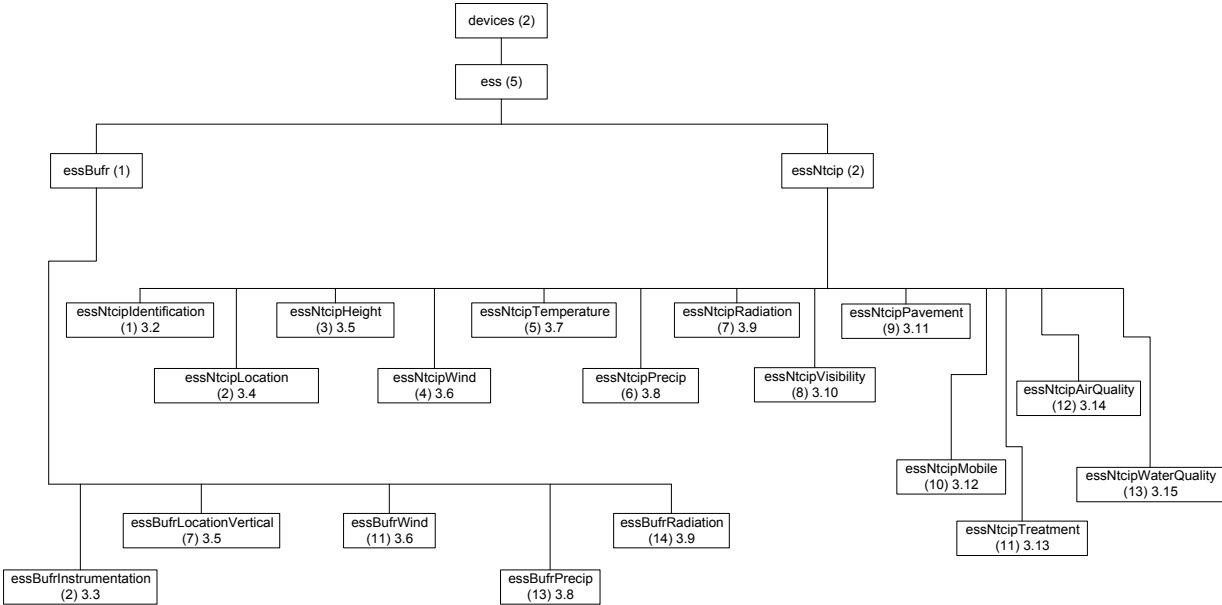 devices (2)
ess (5)
essBufr (1)
essNtcip (2)
essNtcipIdentification
(1) 3.2
essNtcipHeight
(3) 3.5
essNtcipTemperature
(5) 3.7
essNtcipRadiation
(7) 3.9
essNtcipPavement
(9) 3.11
essNtcipLocation
(2) 3.4
essNtcipWind
(4) 3.6
essNtcipPrecip
(6) 3.8
essNtcipVisibility
(8) 3.10
essNtcipAirQuality
(12) 3.14
essNtcipMobile
(10) 3.12
essNtcipWaterQuality
(13) 3.15
essBufrLocationVertical
(7) 3.5
essBufrWind
(11) 3.6
essBufrRadiation
(14) 3.9
essNtcipTreatment
(11) 3.13
essBufrInstrumentation
(2) 3.3
essBufrPrecip
(13) 3.8